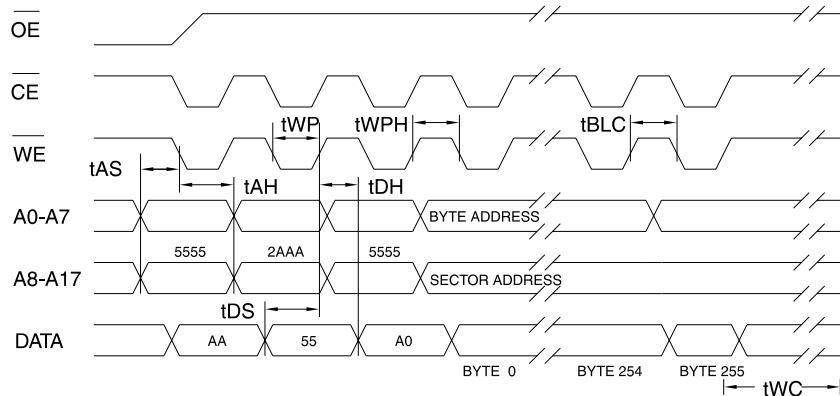 OE
CE
tWP tWPH tBLC
WE
tAS
tAH tDH
A0-A7 BYTE ADDRESS
5555 2AAA 5555
A8-A17 SECTOR ADDRESS
tDS
DATA AA 55 A0
BYTE 0 BYTE 254 BYTE 255
tWC